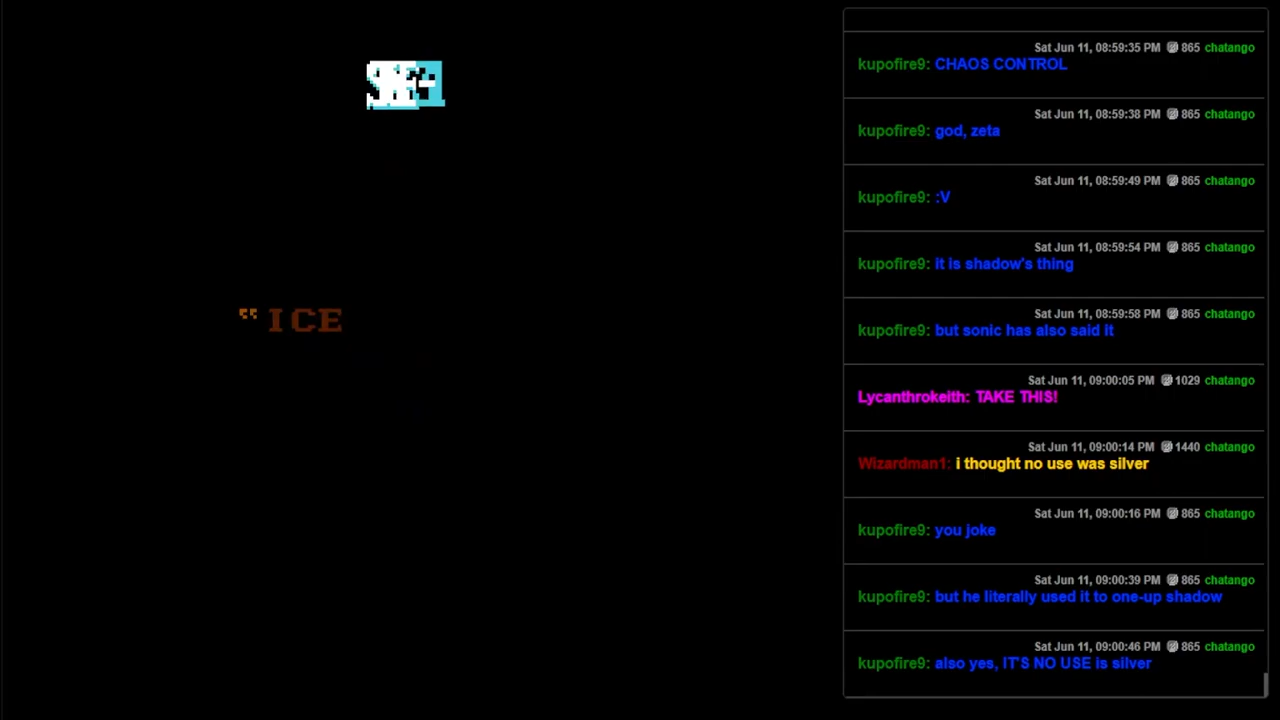 " ICE
Sat Jun 11, 08:59:35 PM 865 chatango
kupofire9: CHAOS CONTROL
Sat Jun 11, 08:59:38 PM 865 chatango
kupofire9: god, zeta
Sat Jun 11, 08:59:49 PM 865 chatango
kupofire9: :V
Sat Jun 11, 08:59:54 PM 865 chatango
kupofire9: it is shadow's thing
Sat Jun 11, 08:59:58 PM 865 chatango
kupofire9: but sonic has also said it
Sat Jun 11, 09:00:05 PM 1029 chatango
Lycanthrokeith: TAKE THIS!
Sat Jun 11, 09:00:14 PM 1440 chatango
Wizardman1: i thought no use was silver
Sat Jun 11, 09:00:16 PM 865 chatango
kupofire9: you joke
Sat Jun 11, 09:00:39 PM 865 chatango
kupofire9: but he literally used it to one-up shadow
Sat Jun 11, 09:00:46 PM 865 chatango
kupofire9: also yes, IT'S NO USE is silver